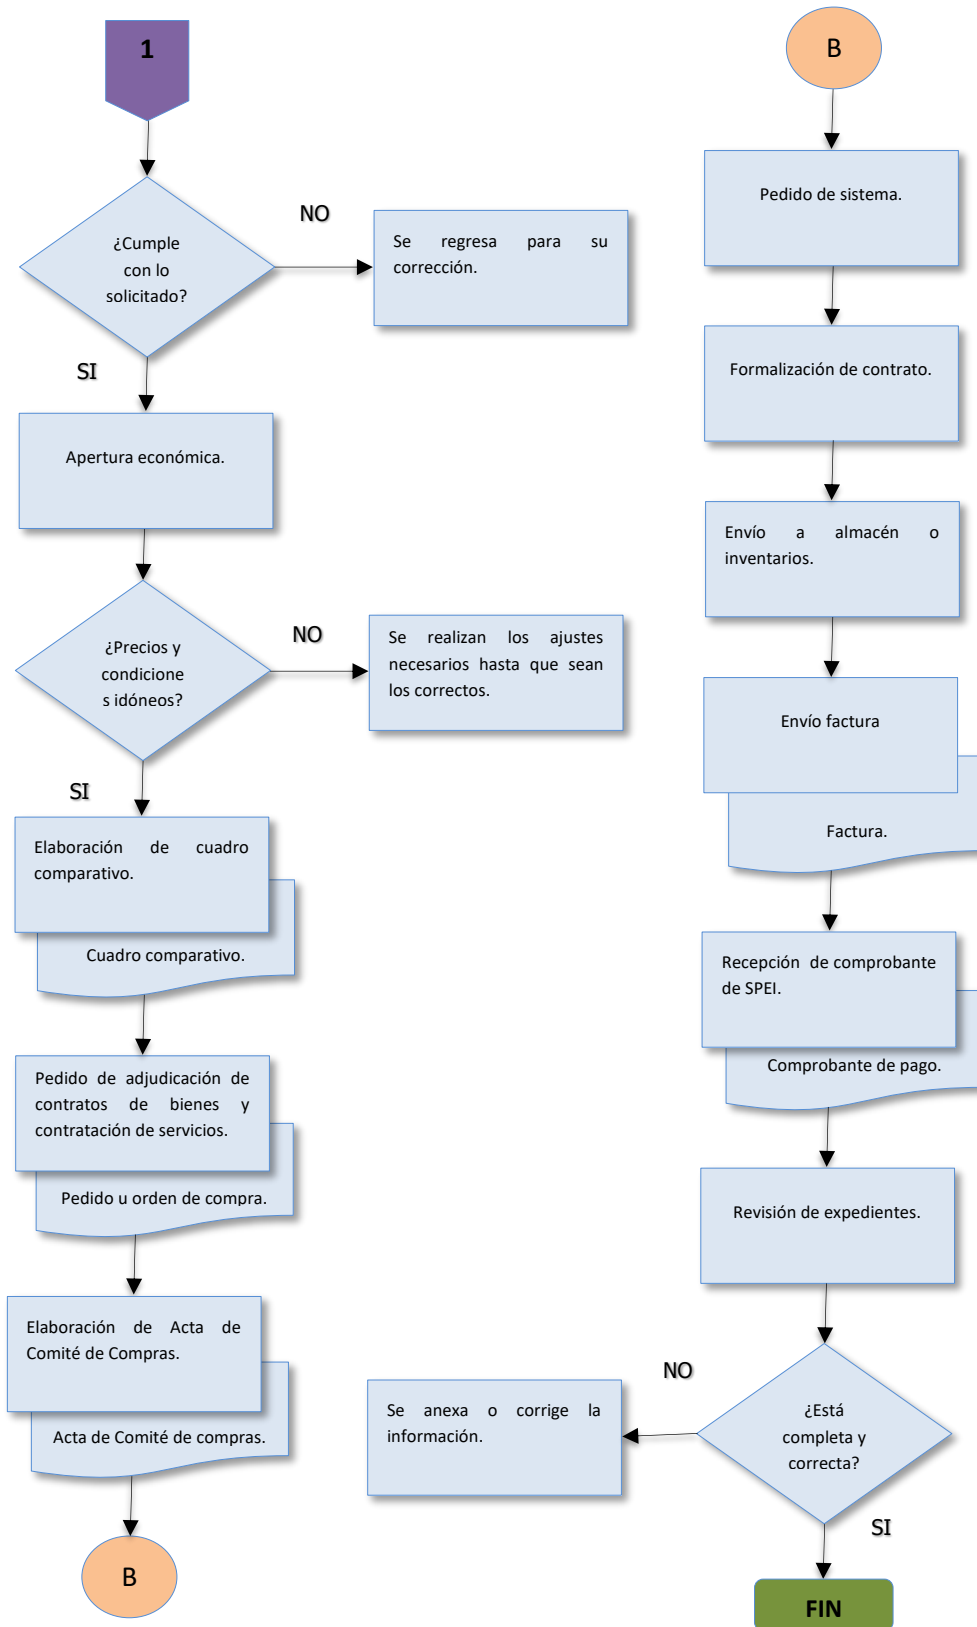 1
¿Cumple
con lo
solicitado?
NO
Se regresa para su
corrección.
SI
Apertura económica.
¿Precios y
condicione
s idóneos?
NO
Se realizan los ajustes
necesarios hasta que sean
los correctos.
SI
Elaboración de cuadro
comparativo.
Cuadro comparativo.
Pedido de adjudicación de
contratos de bienes y
contratación de servicios.
Pedido u orden de compra.
Elaboración de Acta de
Comité de Compras.
Acta de Comité de compras.
B
B
Pedido de sistema.
Formalización de contrato.
Envío a almacén o
inventarios.
Envío factura
Factura.
Recepción de comprobante
de SPEI.
Comprobante de pago.
Revisión de expedientes.
¿Está
completa y
correcta?
NO
Se anexa o corrige la
información.
SI
FIN